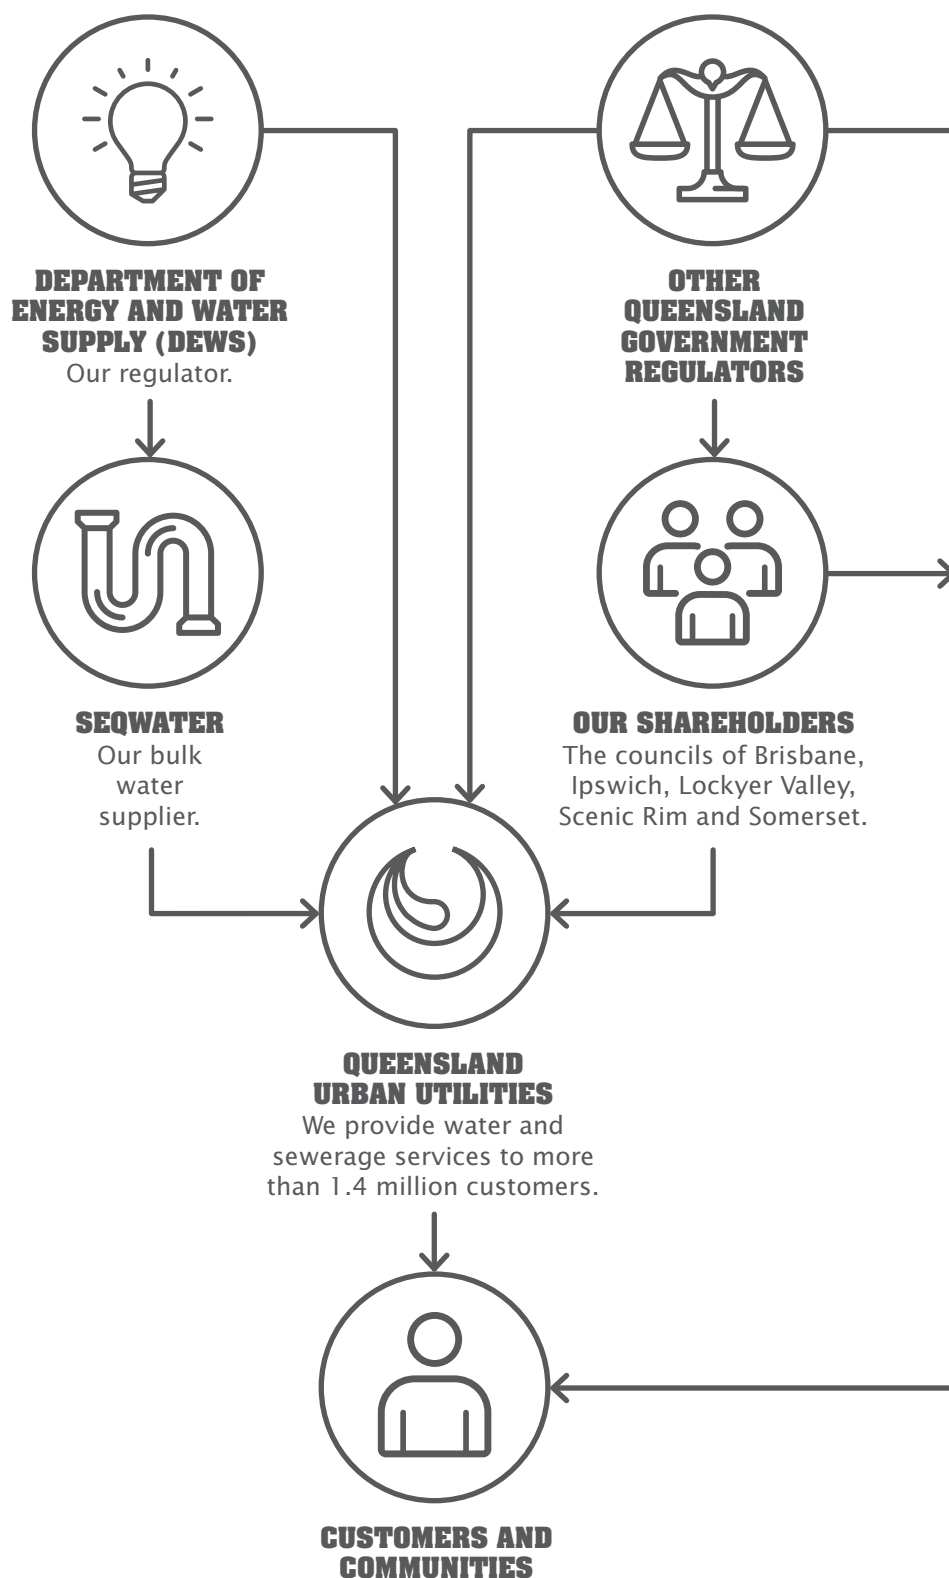 DEPARTMENT OF
ENERGY AND WATER
SUPPLY (DEWS)
Our regulator.
OTHER
QUEENSLAND
GOVERNMENT
REGULATORS
SEQWATER
Our bulk
water
supplier.
OUR SHAREHOLDERS
The councils of Brisbane,
Ipswich, Lockyer Valley,
Scenic Rim and Somerset.
QUEENSLAND
URBAN UTILITIES
We provide water and
sewerage services to more
than 1.4 million customers.
CUSTOMERS AND
COMMUNITIES